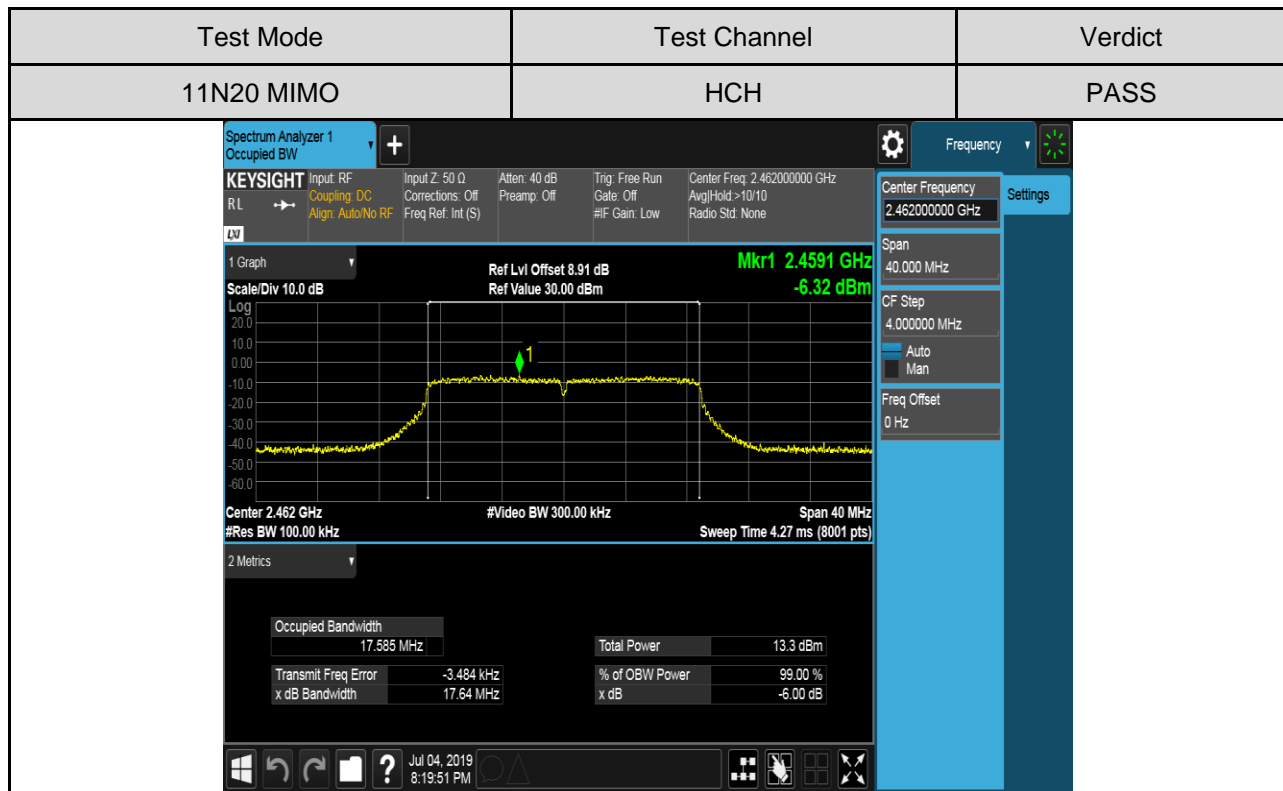 Test Mode Test Channel Verdict
11N20 MIMO HCH PASS
Spectrum Analyzer 1
Occupied BW
+
Frequency
KEYSIGHT Input: RF Input Z: 50 Ω Atten: 40 dB Trig: Free Run Center Freq: 2.462000000 GHz
RL Coupling: DC Corrections: Off Preamp: Off Gate: Off Avg|Hold:>10/10
Align: Auto/No RF Freq Ref: Int (S) #IF Gain: Low Radio Std: None
LXI
Center Frequency
2.462000000 GHz
Settings
Span
40.000 MHz
CF Step
4.000000 MHz
Auto
Man
Freq Offset
0 Hz
1 Graph Ref Lvl Offset 8.91 dB Mkr1 2.4591 GHz
Scale/Div 10.0 dB Ref Value 30.00 dBm -6.32 dBm
Log
20.0
10.0
0.00
-10.0
-20.0
-30.0
-40.0
-50.0
-60.0
1
Center 2.462 GHz #Video BW 300.00 kHz Span 40 MHz
#Res BW 100.00 kHz Sweep Time 4.27 ms (8001 pts)
2 Metrics
Occupied Bandwidth
17.585 MHz Total Power 13.3 dBm
Transmit Freq Error -3.484 kHz % of OBW Power 99.00 %
x dB Bandwidth 17.64 MHz x dB -6.00 dB
? Jul 04, 2019
8:19:51 PM